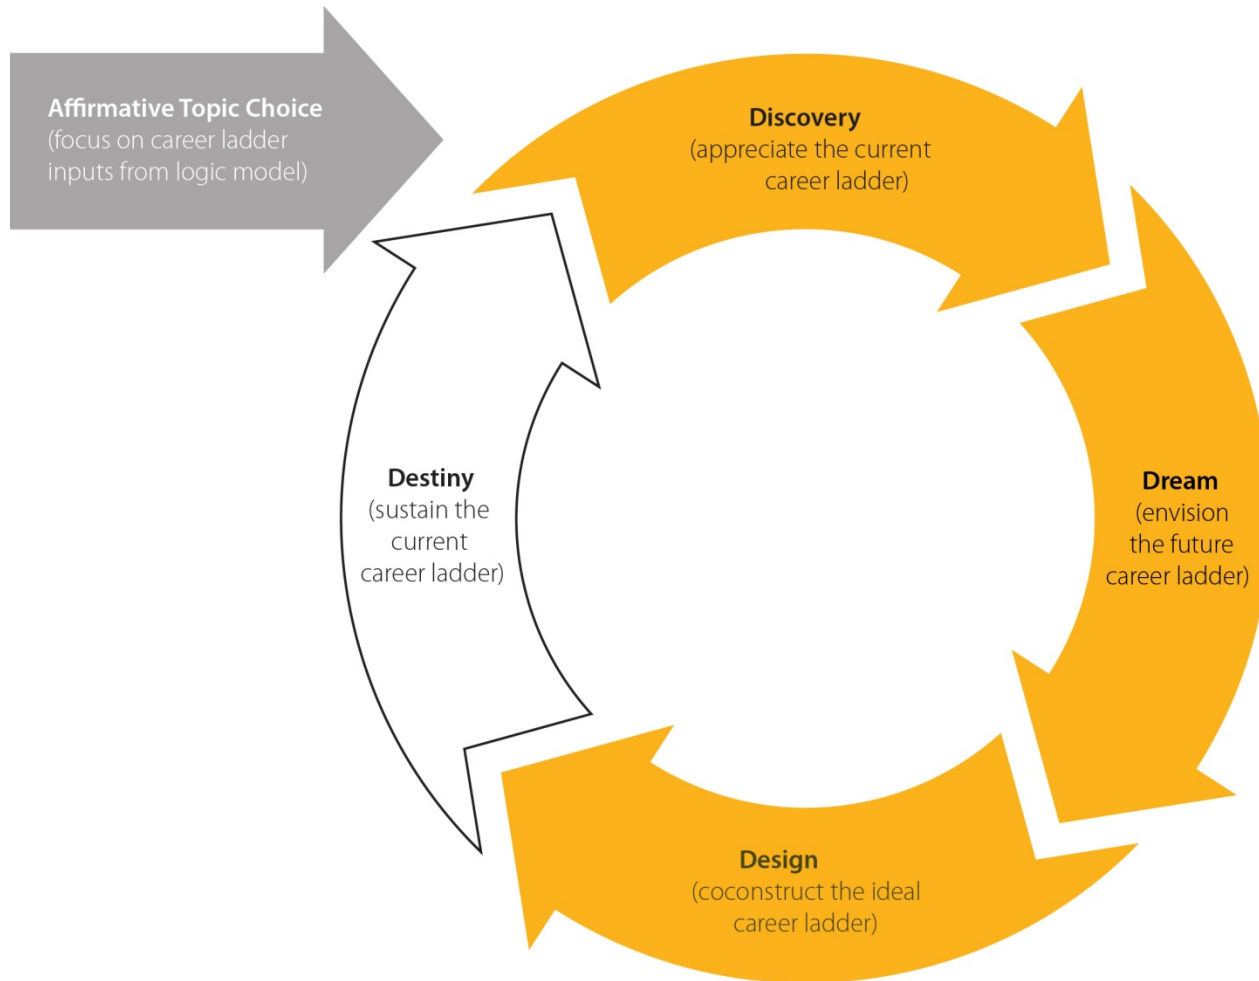 Affirmative Topic Choice
(focus on career ladder
inputs from logic model)
Discovery
(appreciate the current
career ladder)
Dream
(envision
the future
career ladder)
Design
(coconstruct the ideal
career ladder)
Destiny
(sustain the
current
career ladder)